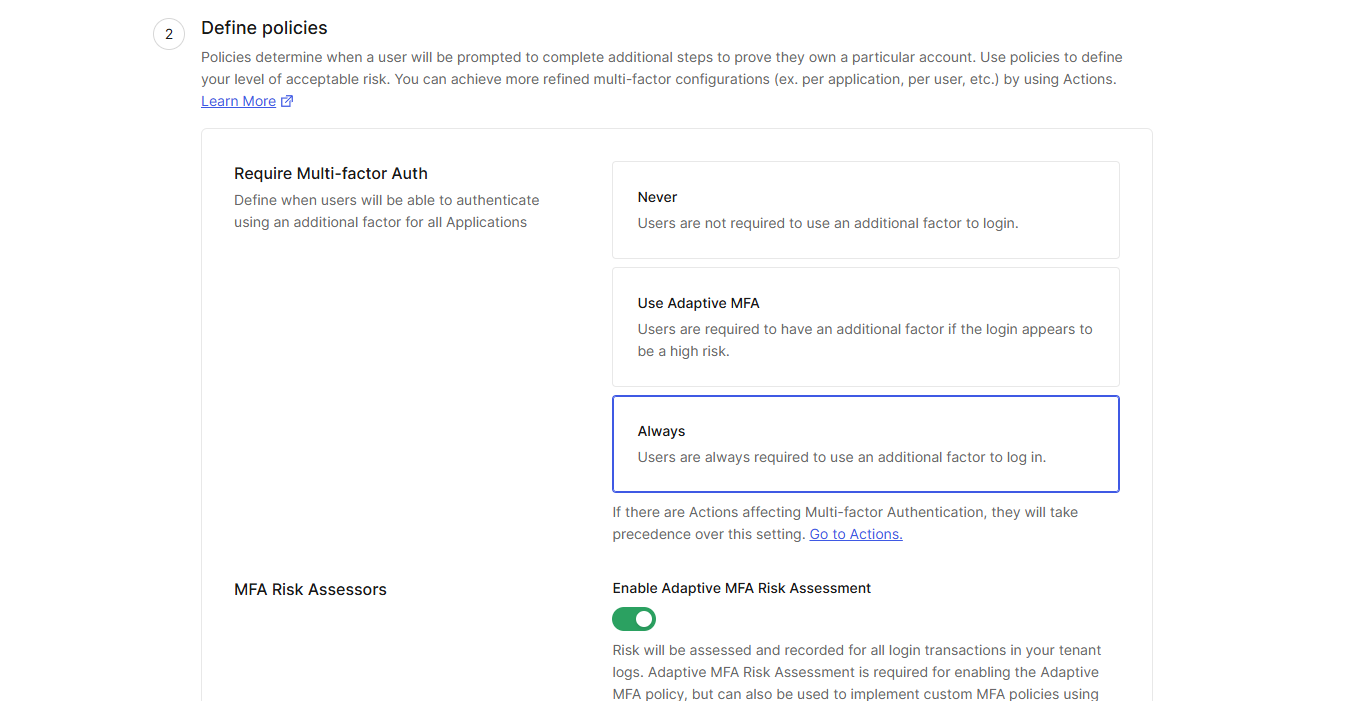 2
Define policies
Policies determine when a user will be prompted to complete additional steps to prove they own a particular account. Use policies to define
your level of acceptable risk. You can achieve more refined multi-factor configurations (ex. per application, per user, etc.) by using Actions.
Learn More
Require Multi-factor Auth
Define when users will be able to authenticate
using an additional factor for all Applications
Never
Users are not required to use an additional factor to login.
Use Adaptive MFA
Users are required to have an additional factor if the login appears to
be a high risk.
Always
Users are always required to use an additional factor to log in.
If there are Actions affecting Multi-factor Authentication, they will take
precedence over this setting. Go to Actions.
MFA Risk Assessors
Enable Adaptive MFA Risk Assessment
Risk will be assessed and recorded for all login transactions in your tenant
logs. Adaptive MFA Risk Assessment is required for enabling the Adaptive
MFA policy, but can also be used to implement custom MFA policies using